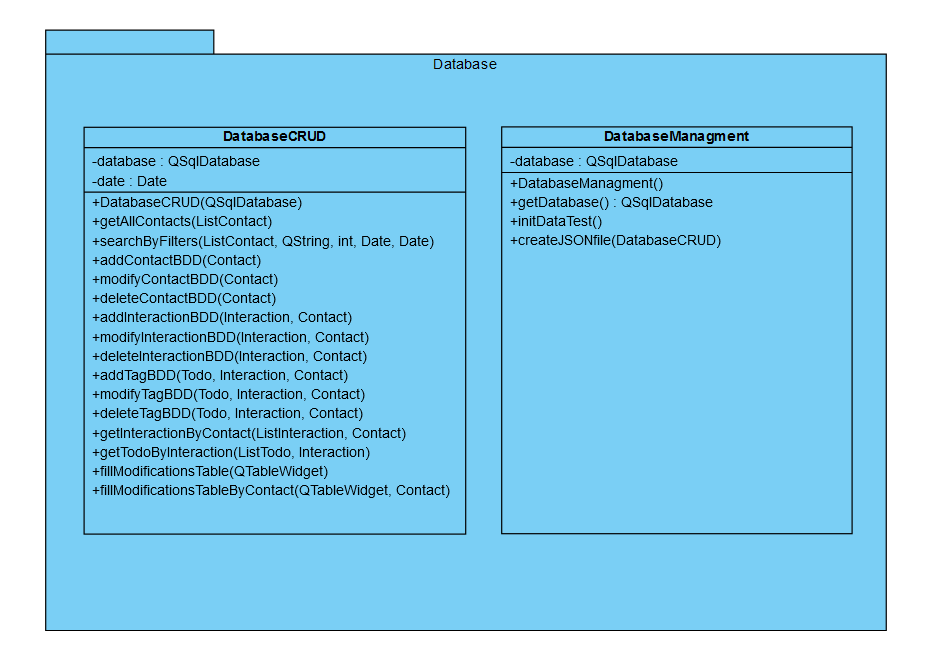 Database
DatabaseCRUD
-database : QSqlDatabase
-date : Date
+DatabaseCRUD(QSqlDatabase)
+getAllContacts(ListContact)
+searchByFilters(ListContact, QString, int, Date, Date)
+addContactBDD(Contact)
+modifyContactBDD(Contact)
+deleteContactBDD(Contact)
+addInteractionBDD(Interaction, Contact)
+modifyInteractionBDD(Interaction, Contact)
+deleteInteractionBDD(Interaction, Contact)
+addTagBDD(Todo, Interaction, Contact)
+modifyTagBDD(Todo, Interaction, Contact)
+deleteTagBDD(Todo, Interaction, Contact)
+getInteractionByContact(ListInteraction, Contact)
+getTodoByInteraction(ListTodo, Interaction)
+fillModificationsTable(QTableWidget)
+fillModificationsTableByContact(QTableWidget, Contact)
DatabaseManagment
-database : QSqlDatabase
+DatabaseManagment()
+getDatabase() : QSqlDatabase
+initDataTest()
+createJSONfile(DatabaseCRUD)